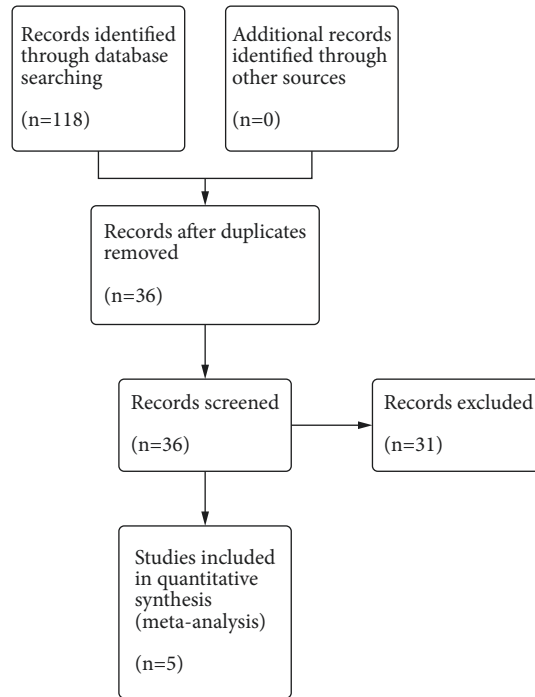 Records identified
through database
searching
(n=118)
Additional records
identified through
other sources
(n=0)
Records after duplicates
removed
(n=36)
Records screened
(n=36)
Records excluded
(n=31)
Studies included
in quantitative
synthesis
(meta-analysis)
(n=5)